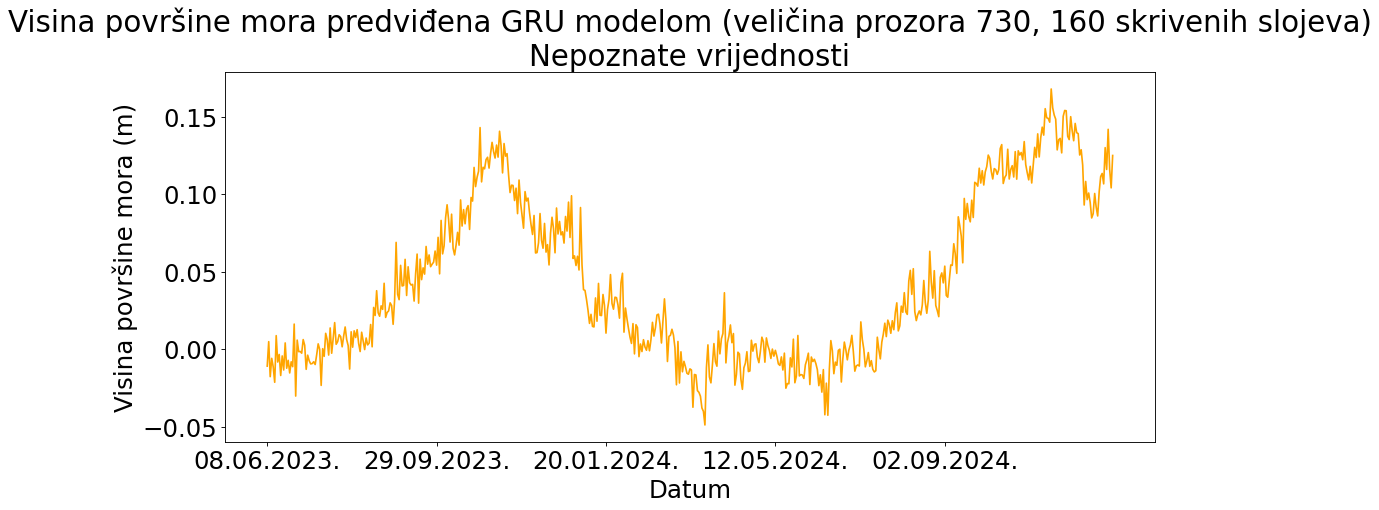 Visina površine mora predviđena GRU modelom (veličina prozora 730, 160 skrivenih slojeva)
Nepoznate vrijednosti
Visina površine mora (m)
0.15
0.10
0.05
0.00
−0.05
08.06.2023. 29.09.2023. 20.01.2024. 12.05.2024. 02.09.2024.
Datum